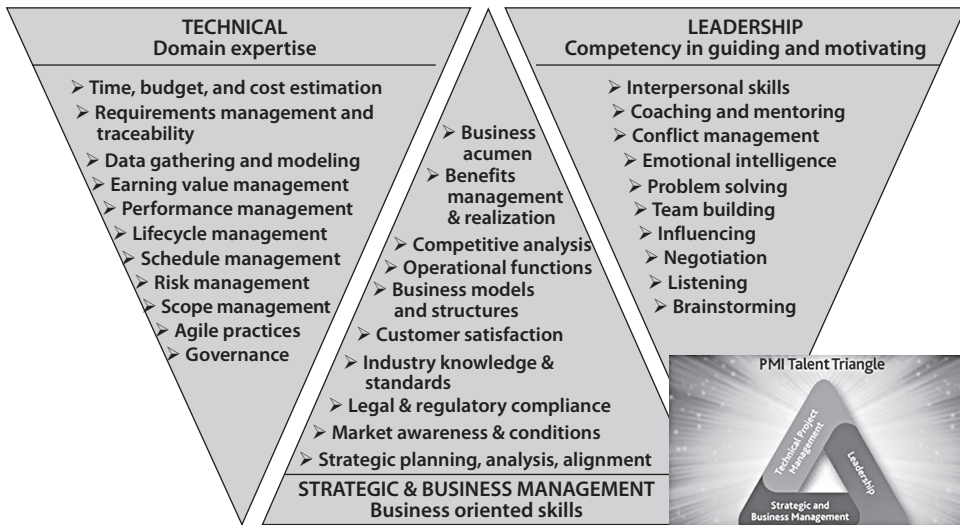 TECHNICAL
Domain expertise
➢ Time, budget, and cost estimation
➢ Requirements management and
traceability
➢ Data gathering and modeling
➢ Earning value management
➢ Performance management
➢ Lifecycle management
➢ Schedule management
➢ Risk management
➢ Scope management
➢ Agile practices
➢ Governance
➢ Business
acumen
➢ Benefits
management
& realization
➢ Competitive analysis
➢ Operational functions
➢ Business models
and structures
➢ Customer satisfaction
➢ Industry knowledge &
standards
➢ Legal & regulatory compliance
➢ Market awareness & conditions
➢ Strategic planning, analysis, alignment
STRATEGIC & BUSINESS MANAGEMENT
Business oriented skills
LEADERSHIP
Competency in guiding and motivating
➢ Interpersonal skills
➢ Coaching and mentoring
➢ Conflict management
➢ Emotional intelligence
➢ Problem solving
➢ Team building
➢ Influencing
➢ Negotiation
➢ Listening
➢ Brainstorming
PMI Talent Triangle
Technical Project
Management
Leadership
Strategic and
Business Management